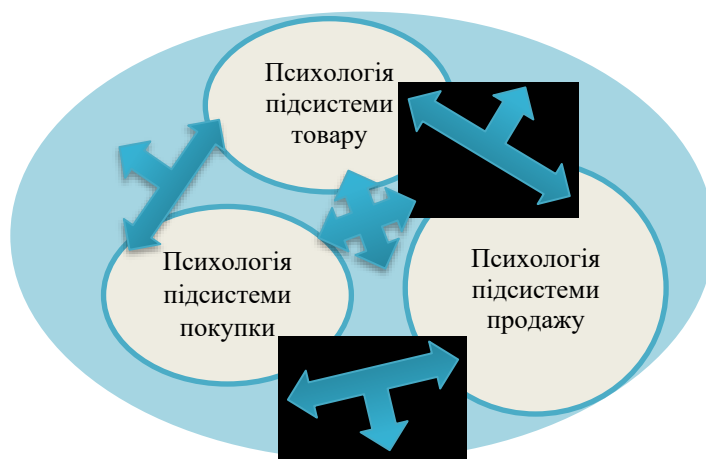 Психологія
підсистеми
товару
Психологія
підсистеми
покупки
Психологія
підсистеми
продажу